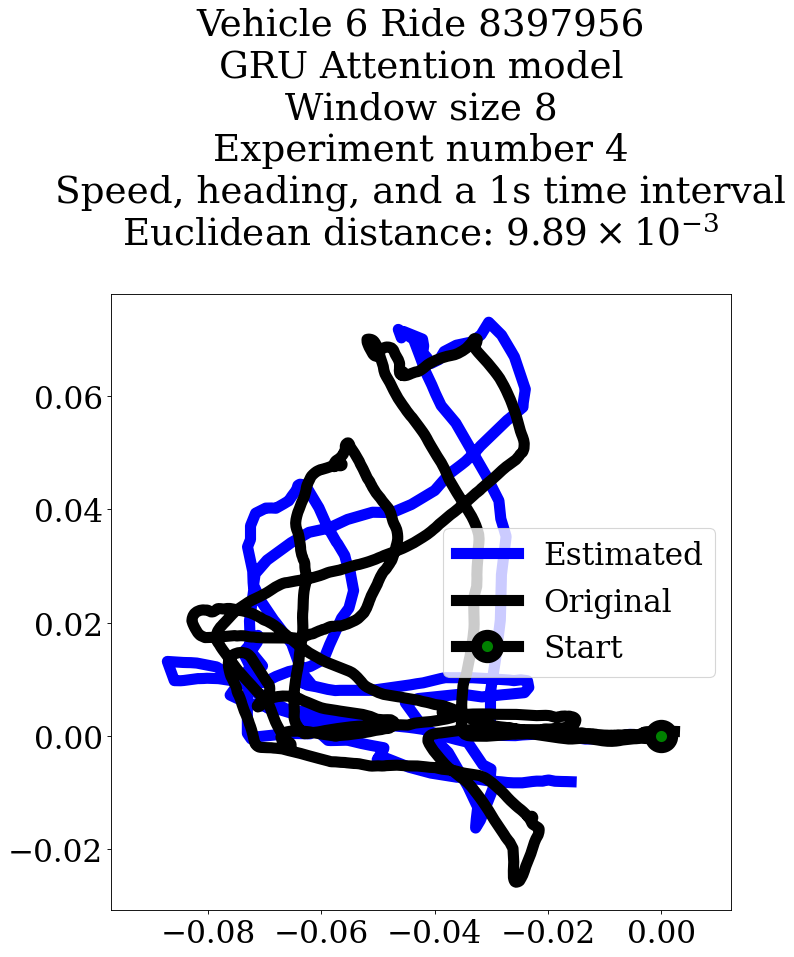 Vehicle 6 Ride 8397956
GRU Attention model
Window size 8
Experiment number 4
Speed, heading, and a 1s time interval
Euclidean distance: 9.89 × 10⁻³
0.06
0.04
0.02
0.00
−0.02
Estimated
Original
Start
−0.08 −0.06 −0.04 −0.02 0.00